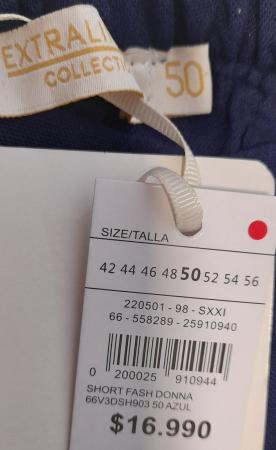 EXTRALI
COLLECTI
50
SIZE/TALLA
42 44 46 48 50 52 54 56
220501 - 98 - SXXI
66 - 558289 - 25910940
0 200025 910944
SHORT FASH DONNA
66V3DSH903 50 AZUL
$16.990